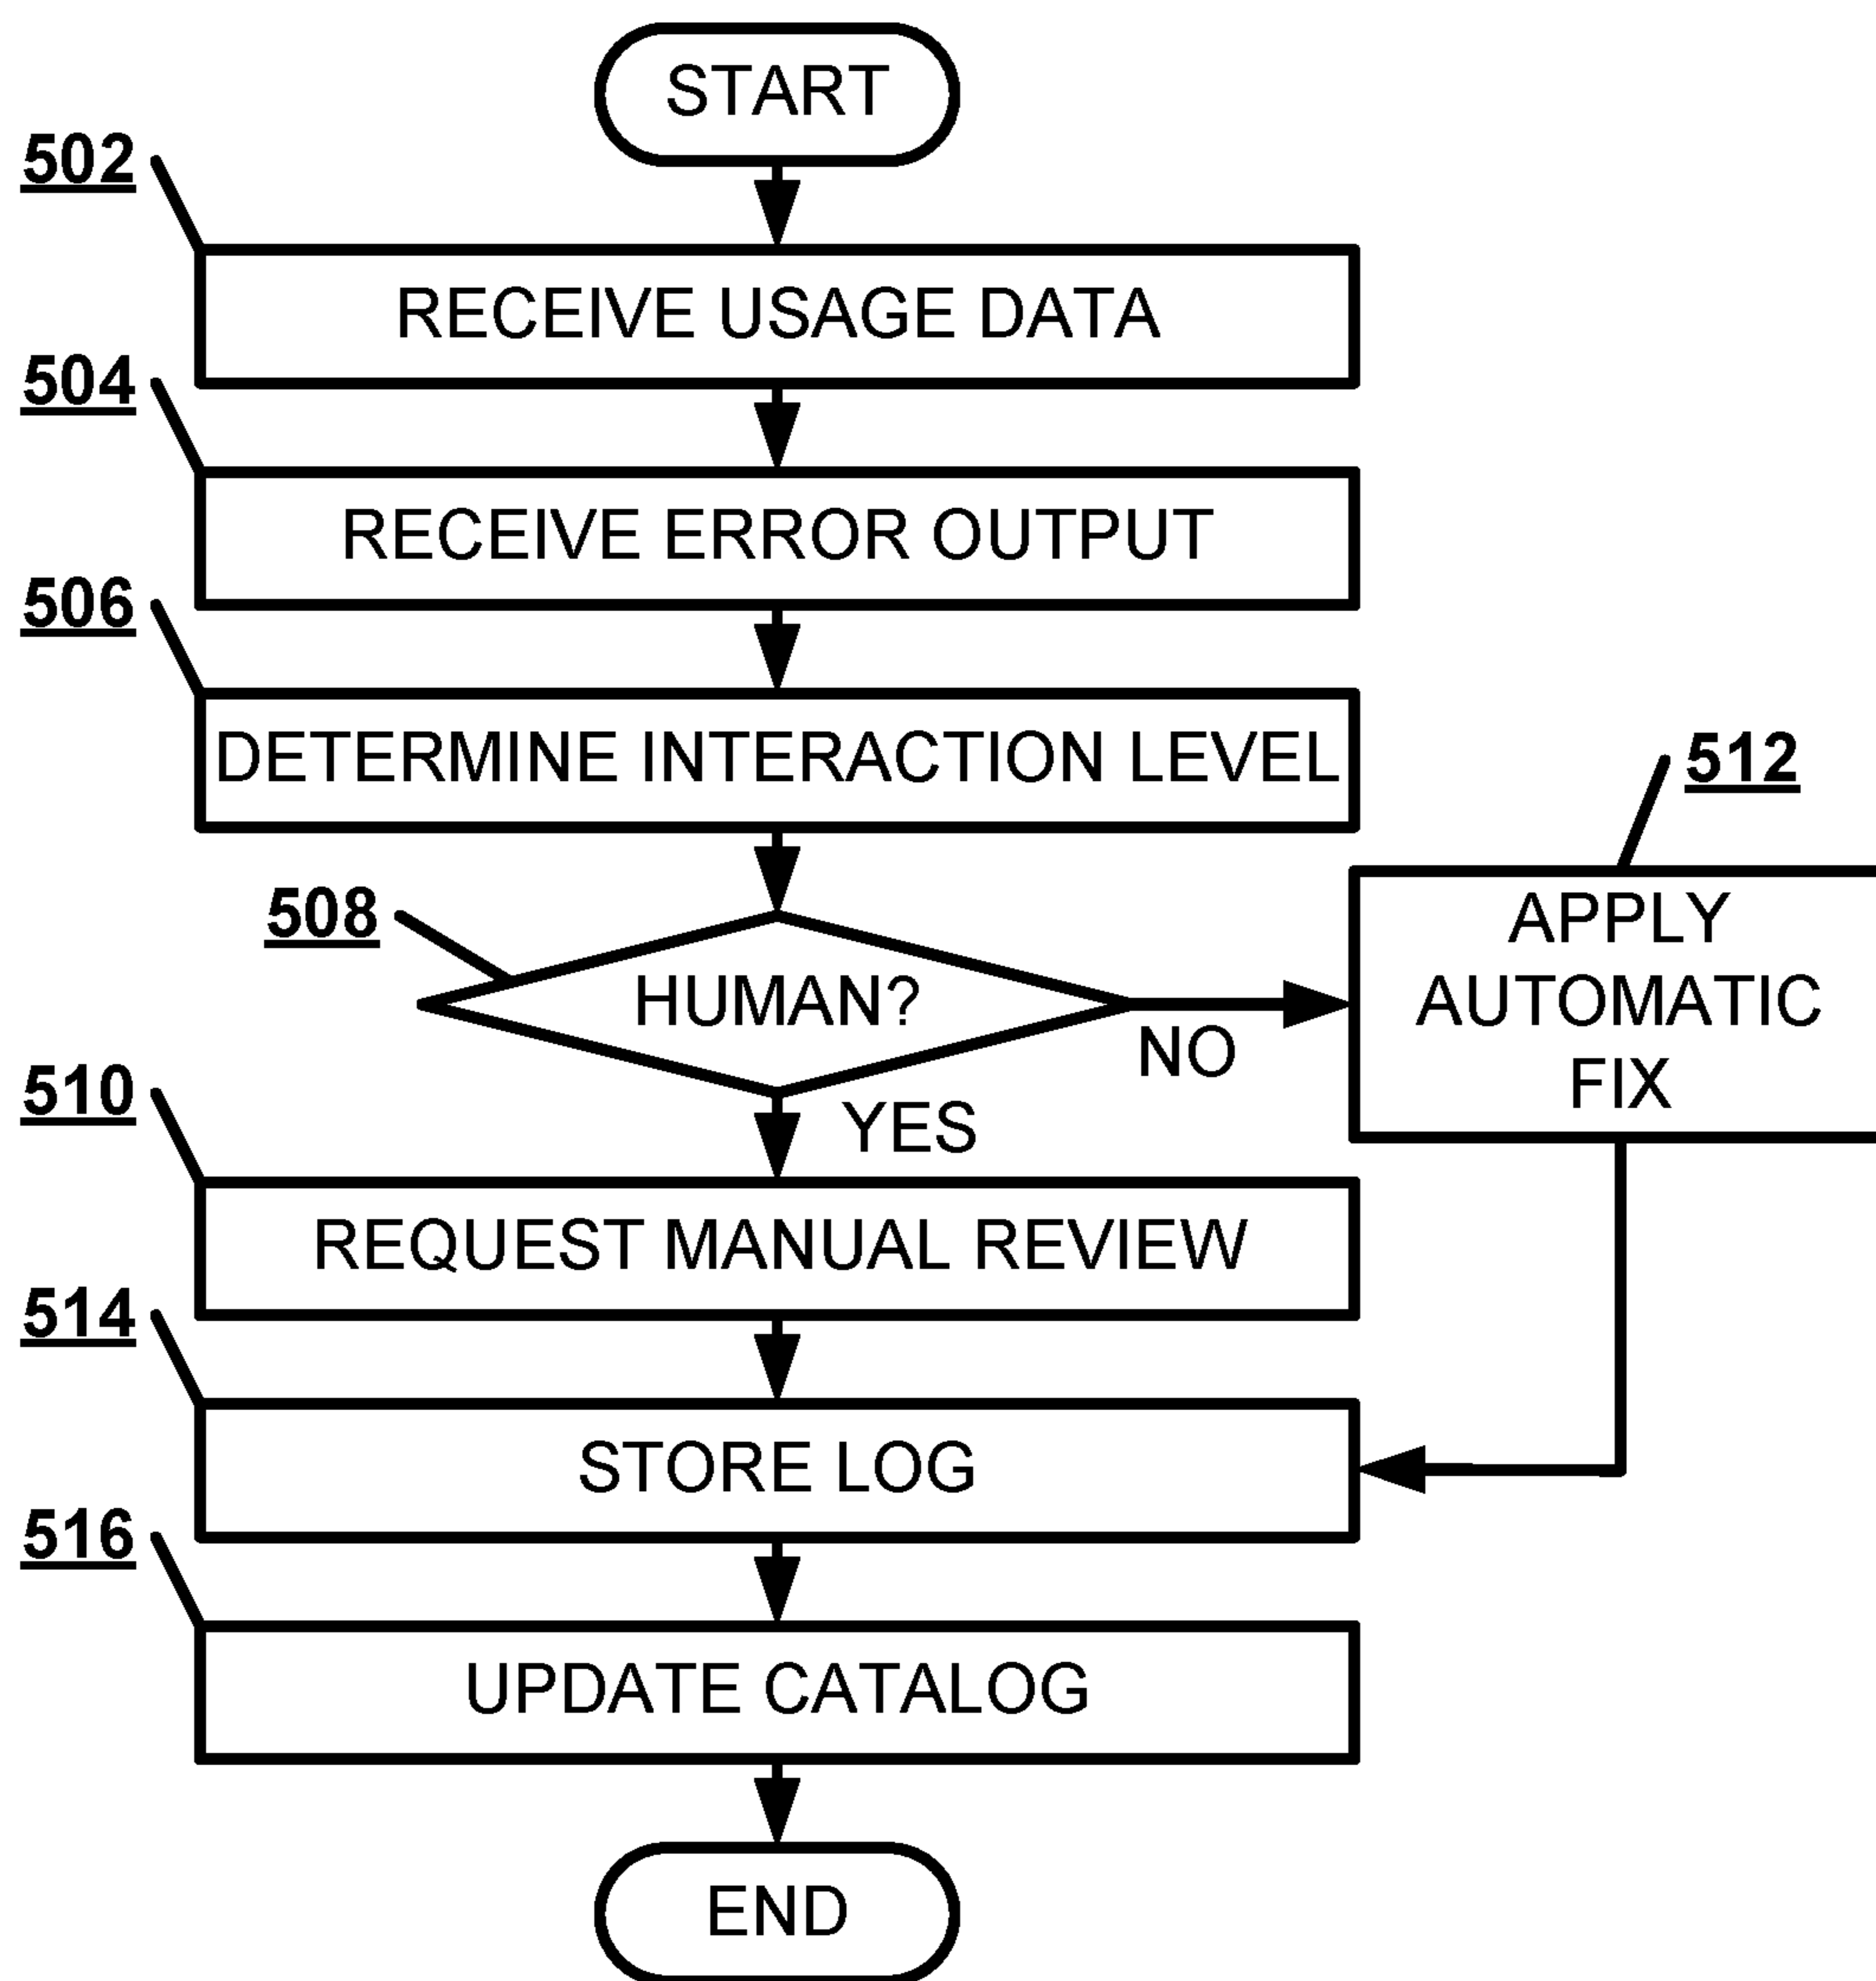 START
502
RECEIVE USAGE DATA
504
RECEIVE ERROR OUTPUT
506
DETERMINE INTERACTION LEVEL
508
HUMAN?
NO
512
APPLY
AUTOMATIC
FIX
YES
510
REQUEST MANUAL REVIEW
514
STORE LOG
516
UPDATE CATALOG
END